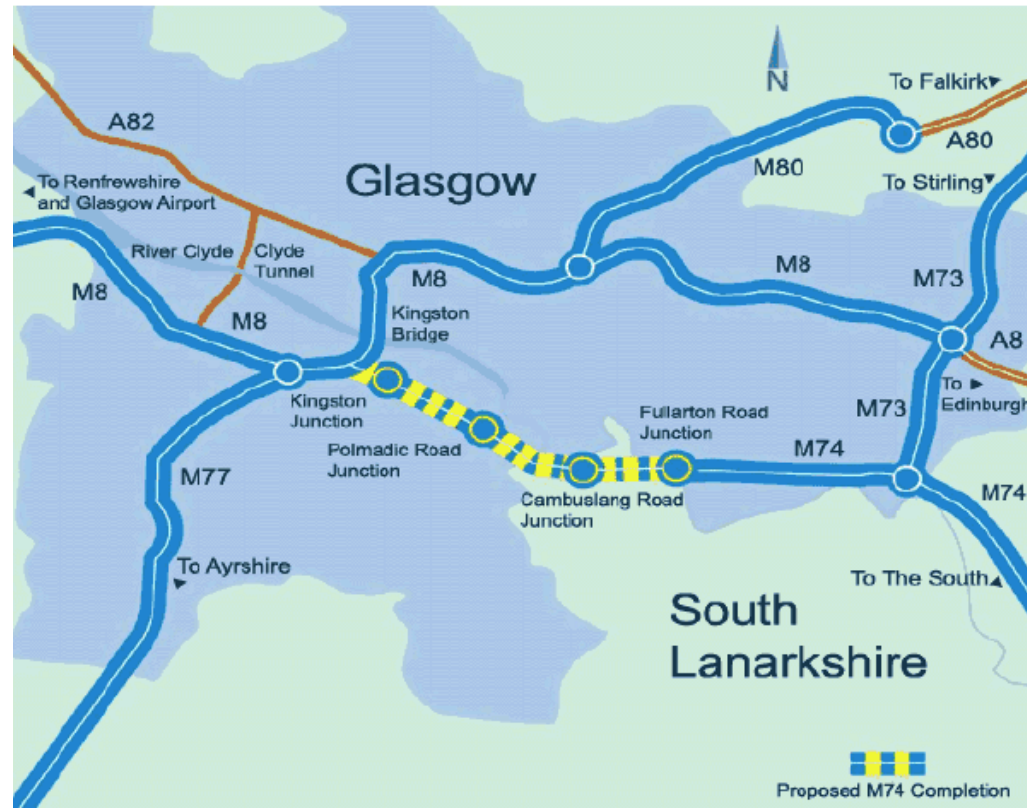 N
To Falkirk
A82
A80
M80
To Stirling
Glasgow
To Renfrewshire
and Glasgow Airport
River Clyde
Clyde
Tunnel
M8
M8
M73
M8
M8
Kingston
Bridge
A8
To
Edinburgh
Kingston
Junction
M73
Fullarton Road
Junction
Polmadic Road
Junction
M74
M77
Cambuslang Road
Junction
M74
To Ayrshire
To The South
South
Lanarkshire
Proposed M74 Completion